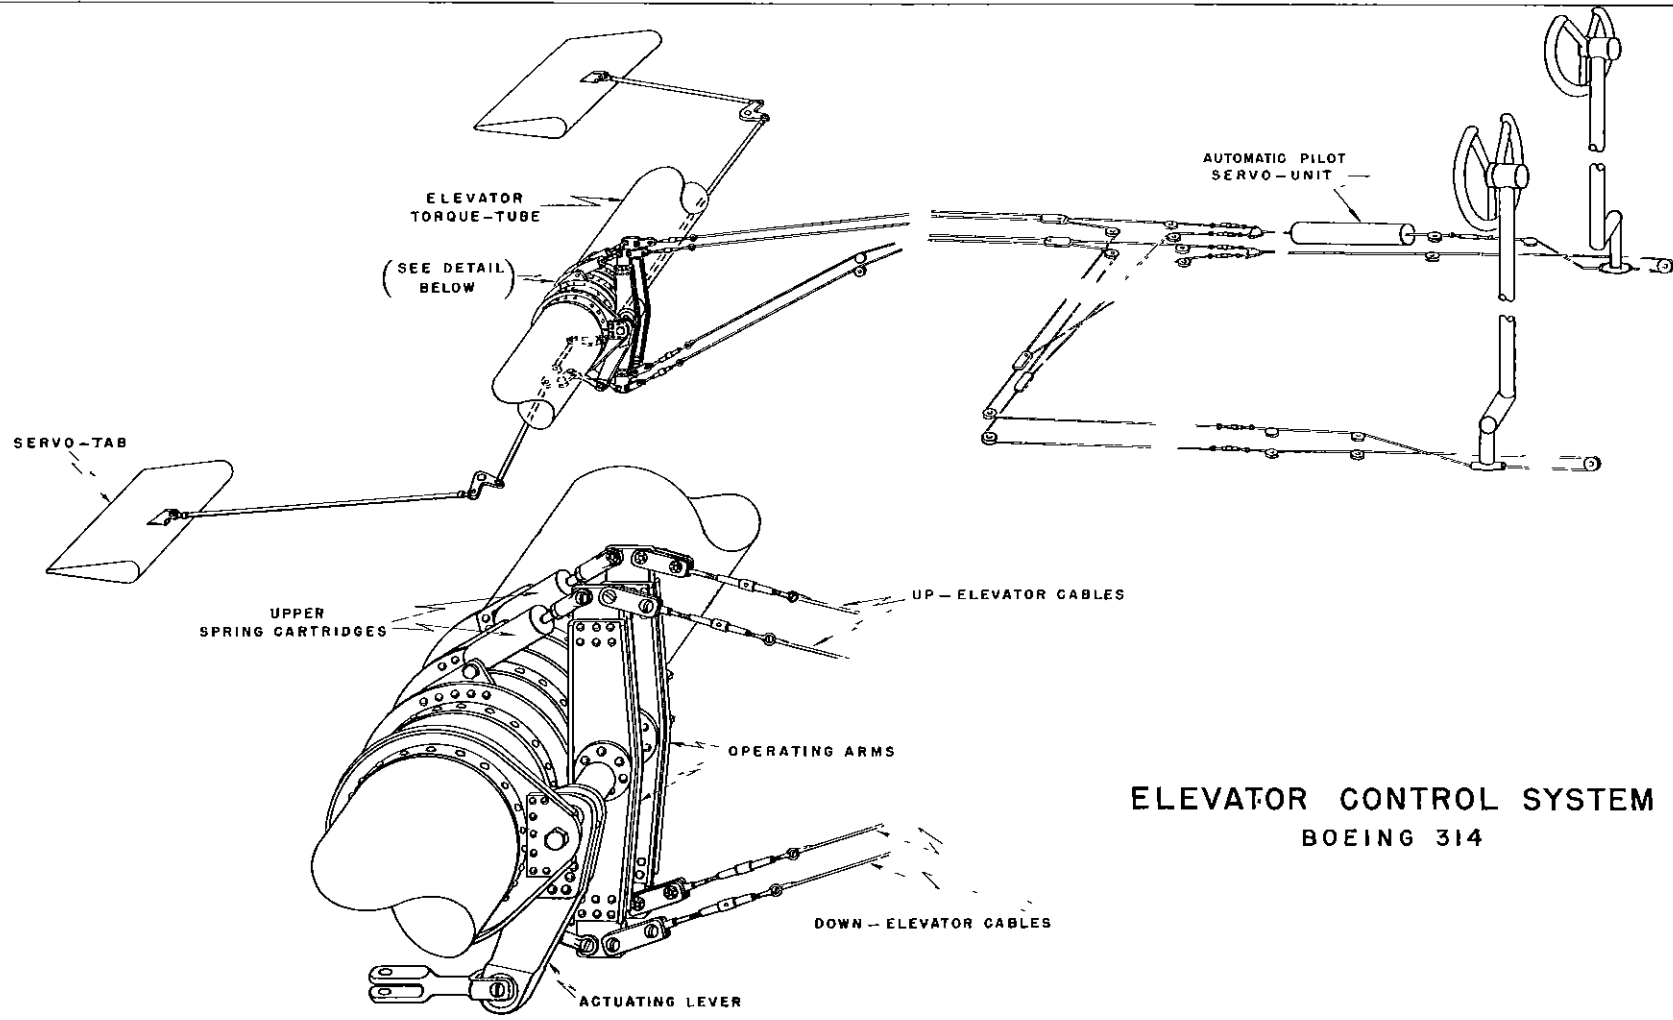 AUTOMATIC PILOT
SERVO-UNIT
ELEVATOR
TORQUE-TUBE
(SEE DETAIL
BELOW)
SERVO-TAB
UPPER
SPRING CARTRIDGES
UP-ELEVATOR CABLES
OPERATING ARMS
ELEVATOR CONTROL SYSTEM
BOEING 314
DOWN-ELEVATOR CABLES
ACTUATING LEVER